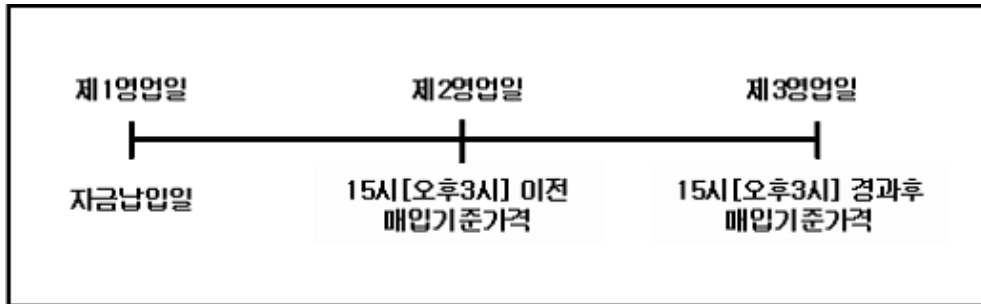 제1영업일 제2영업일 제3영업일
자금납입일
15시[오후3시] 이전
매입기준가격
15시[오후3시] 경과후
매입기준가격